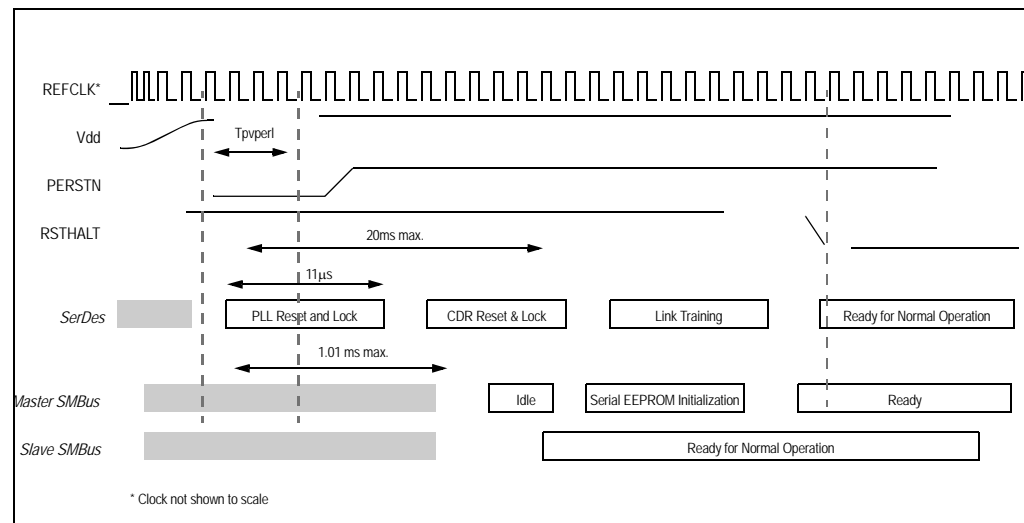 REFCLK*
Vdd
Tpvperl
PERSTN
RSTHALT
20ms max.
11μs
SerDes
PLL Reset and Lock
CDR Reset & Lock
Link Training
Ready for Normal Operation
1.01 ms max.
Master SMBus
Idle
Serial EEPROM Initialization
Ready
Slave SMBus
Ready for Normal Operation
* Clock not shown to scale